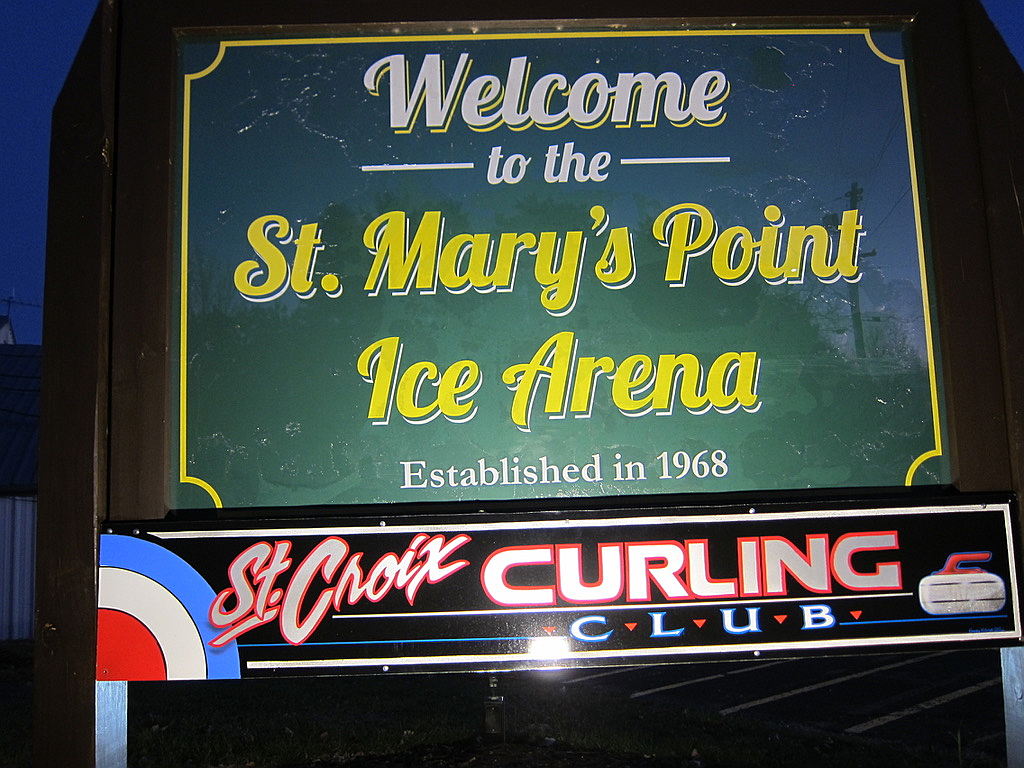 Welcome
to the
St. Mary's Point
Ice Arena
Established in 1968
St. Croix CURLING
CLUB